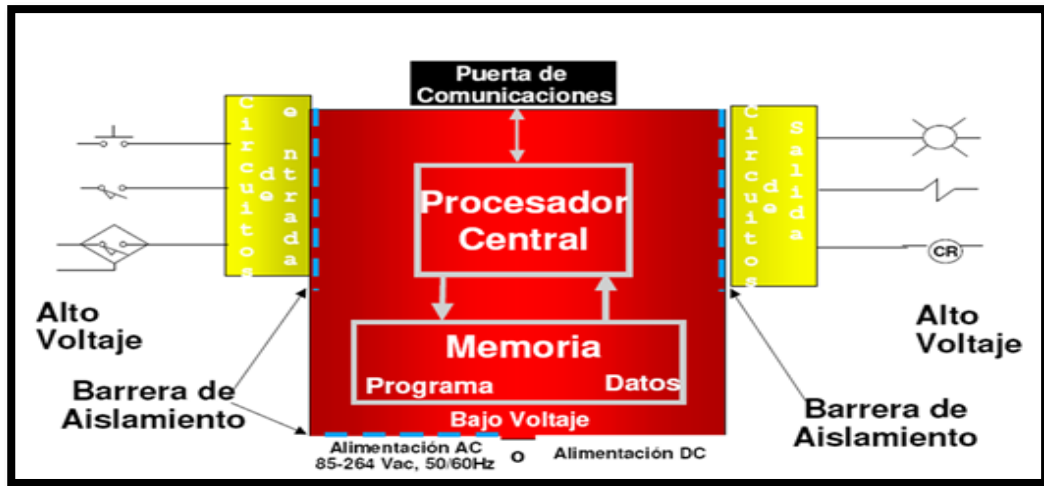 Puerta de
Comunicaciones
Circuitos
de
entrada
Procesador
Central
Circuitos
de
Salida
CR
Alto
Voltaje
Memoria
Programa
Datos
Alto
Voltaje
Barrera de
Aislamiento
Bajo Voltaje
Barrera de
Aislamiento
Alimentación AC
85-264 Vac, 50/60Hz
O
Alimentación DC